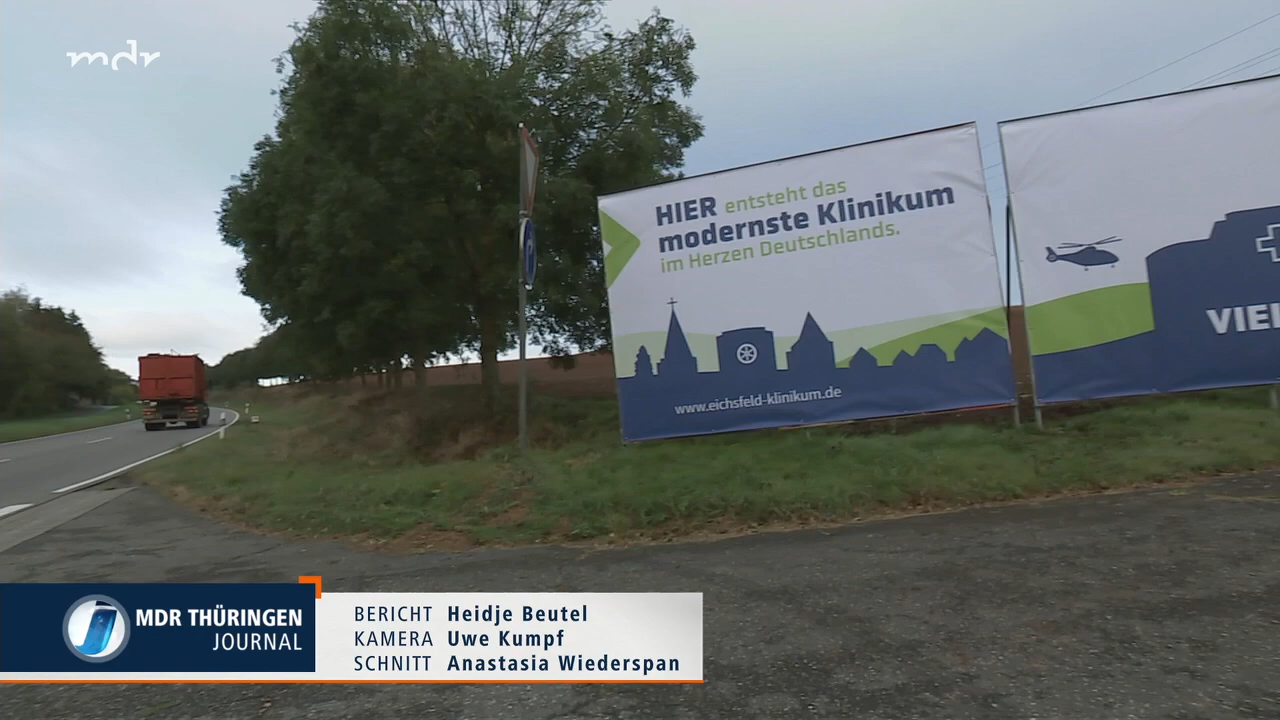 mdr
HIER entsteht das
modernste Klinikum
im Herzen Deutschlands.
www.eichsfeld-klinikum.de
MDR THÜRINGEN
JOURNAL
BERICHT Heidje Beutel
KAMERA Uwe Kumpf
SCHNITT Anastasia Wiederspan